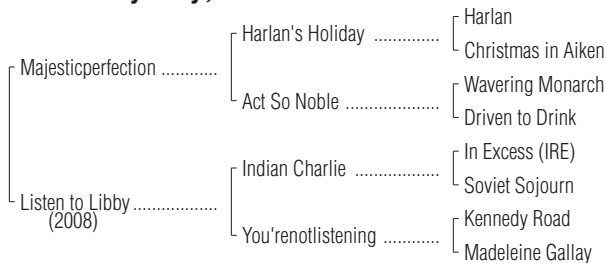 Harlan
Harlan's Holiday .............
Christmas in Aiken
Majesticperfection ...........
Wavering Monarch
Act So Noble ...................
Driven to Drink
In Excess (IRE)
Indian Charlie .................
Soviet Sojourn
Listen to Libby .................
(2008)
Kennedy Road
You'renotlistening ...........
Madeleine Gallay